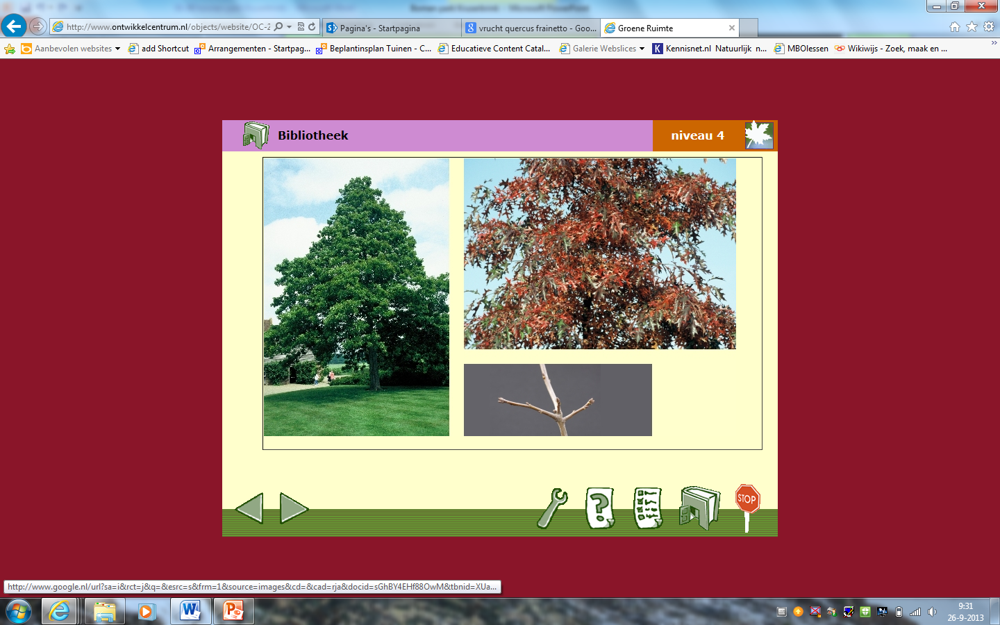 http://www.ontwikkelcentrum.nl/objects/website/OC-2
Pagina's - Startpagina
vrucht quercus frainetto - Goo...
Groene Ruimte
Aanbevolen websites
add Shortcut
Arrangementen - Startpag...
Beplantinsplan Tuinen - C...
Educatieve Content Catal...
Galerie Webslices
Kennisnet.nl Natuurlijk n...
MBOlessen
Wikiwijs - Zoek, maak en ...
Bibliotheek
niveau 4
STOP
http://www.google.nl/url?sa=i&rct=j&q=&esrc=s&frm=1&source=images&cd=&cad=rja&docid=sGhBY4EHf88OwM&tbnid=XUa...
9:31
26-9-2013